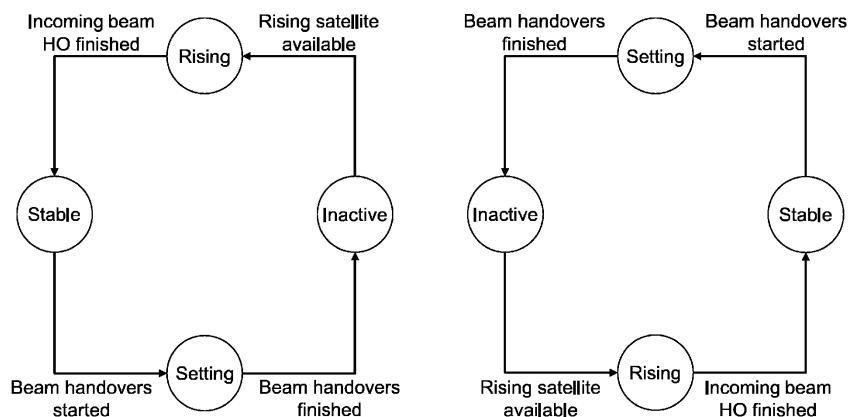 Incoming beam
HO finished
Rising
Rising satellite
available
Stable
Inactive
Beam handovers
started
Setting
Beam handovers
finished
Beam handovers
finished
Setting
Beam handovers
started
Inactive
Stable
Rising satellite
available
Rising
Incoming beam
HO finished